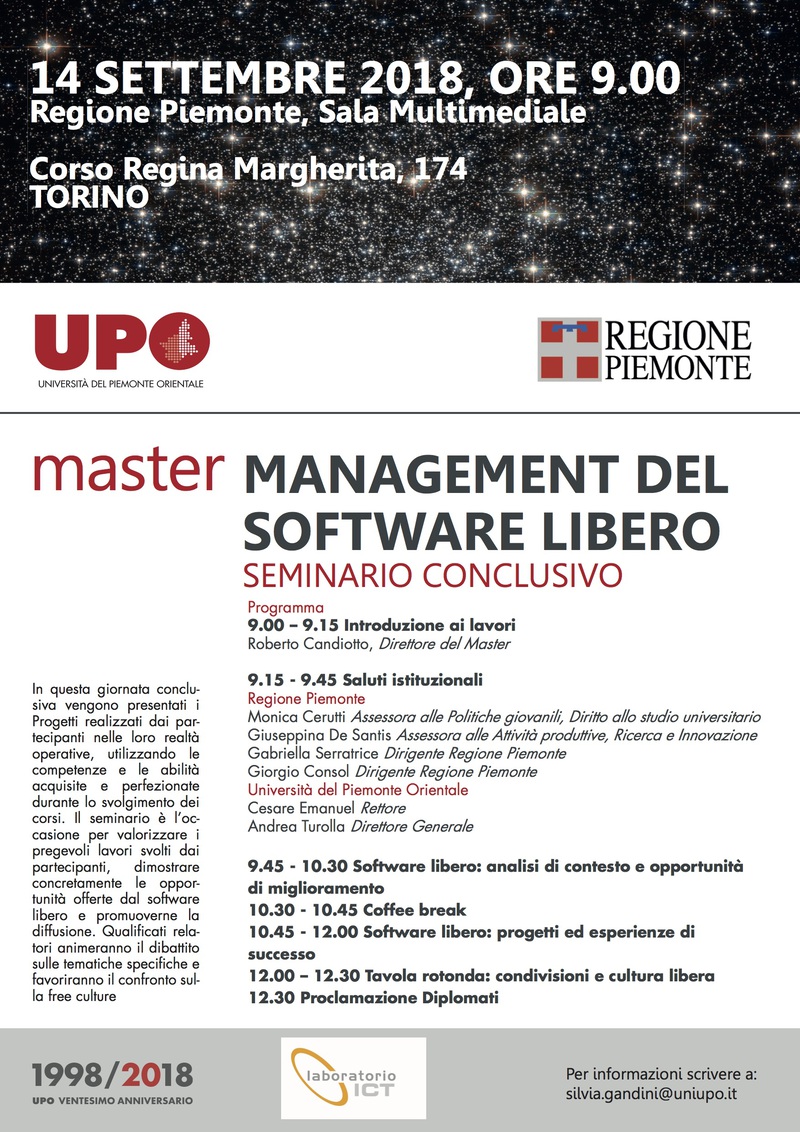 14 SETTEMBRE 2018, ORE 9.00
Regione Piemonte, Sala Multimediale
Corso Regina Margherita, 174
TORINO
UPO
UNIVERSITÀ DEL PIEMONTE ORIENTALE
REGIONE
PIEMONTE
master
MANAGEMENT DEL
SOFTWARE LIBERO
SEMINARIO CONCLUSIVO
Programma
9.00 – 9.15 Introduzione ai lavori
Roberto Candiotto, Direttore del Master
9.15 - 9.45 Saluti istituzionali
Regione Piemonte
Monica Cerutti Assessora alle Politiche giovanili, Diritto allo studio universitario
Giuseppina De Santis Assessora alle Attività produttive, Ricerca e Innovazione
Gabriella Serratrice Dirigente Regione Piemonte
Giorgio Consol Dirigente Regione Piemonte
Università del Piemonte Orientale
Cesare Emanuel Rettore
Andrea Turolla Direttore Generale
9.45 - 10.30 Software libero: analisi di contesto e opportunità
di miglioramento
10.30 - 10.45 Coffee break
10.45 - 12.00 Software libero: progetti ed esperienze di
successo
12.00 – 12.30 Tavola rotonda: condivisioni e cultura libera
12.30 Proclamazione Diplomati
In questa giornata conclu-
siva vengono presentati i
Progetti realizzati dai par-
tecipanti nelle loro realtà
operative, utilizzando le
competenze e le abilità
acquisite e perfezionate
durante lo svolgimento dei
corsi. Il seminario è l'oc-
casione per valorizzare i
pregevoli lavori svolti dai
partecipanti, dimostrare
concretamente le oppor-
tunità offerte dal software
libero e promuoverne la
diffusione. Qualificati rela-
tori animeranno il dibattito
sulle tematiche specifiche e
favoriranno il confronto sul-
la free culture
1998/2018
UPO VENTESIMO ANNIVERSARIO
laboratorio
ICT
Per informazioni scrivere a:
silvia.gandini@uniupo.it